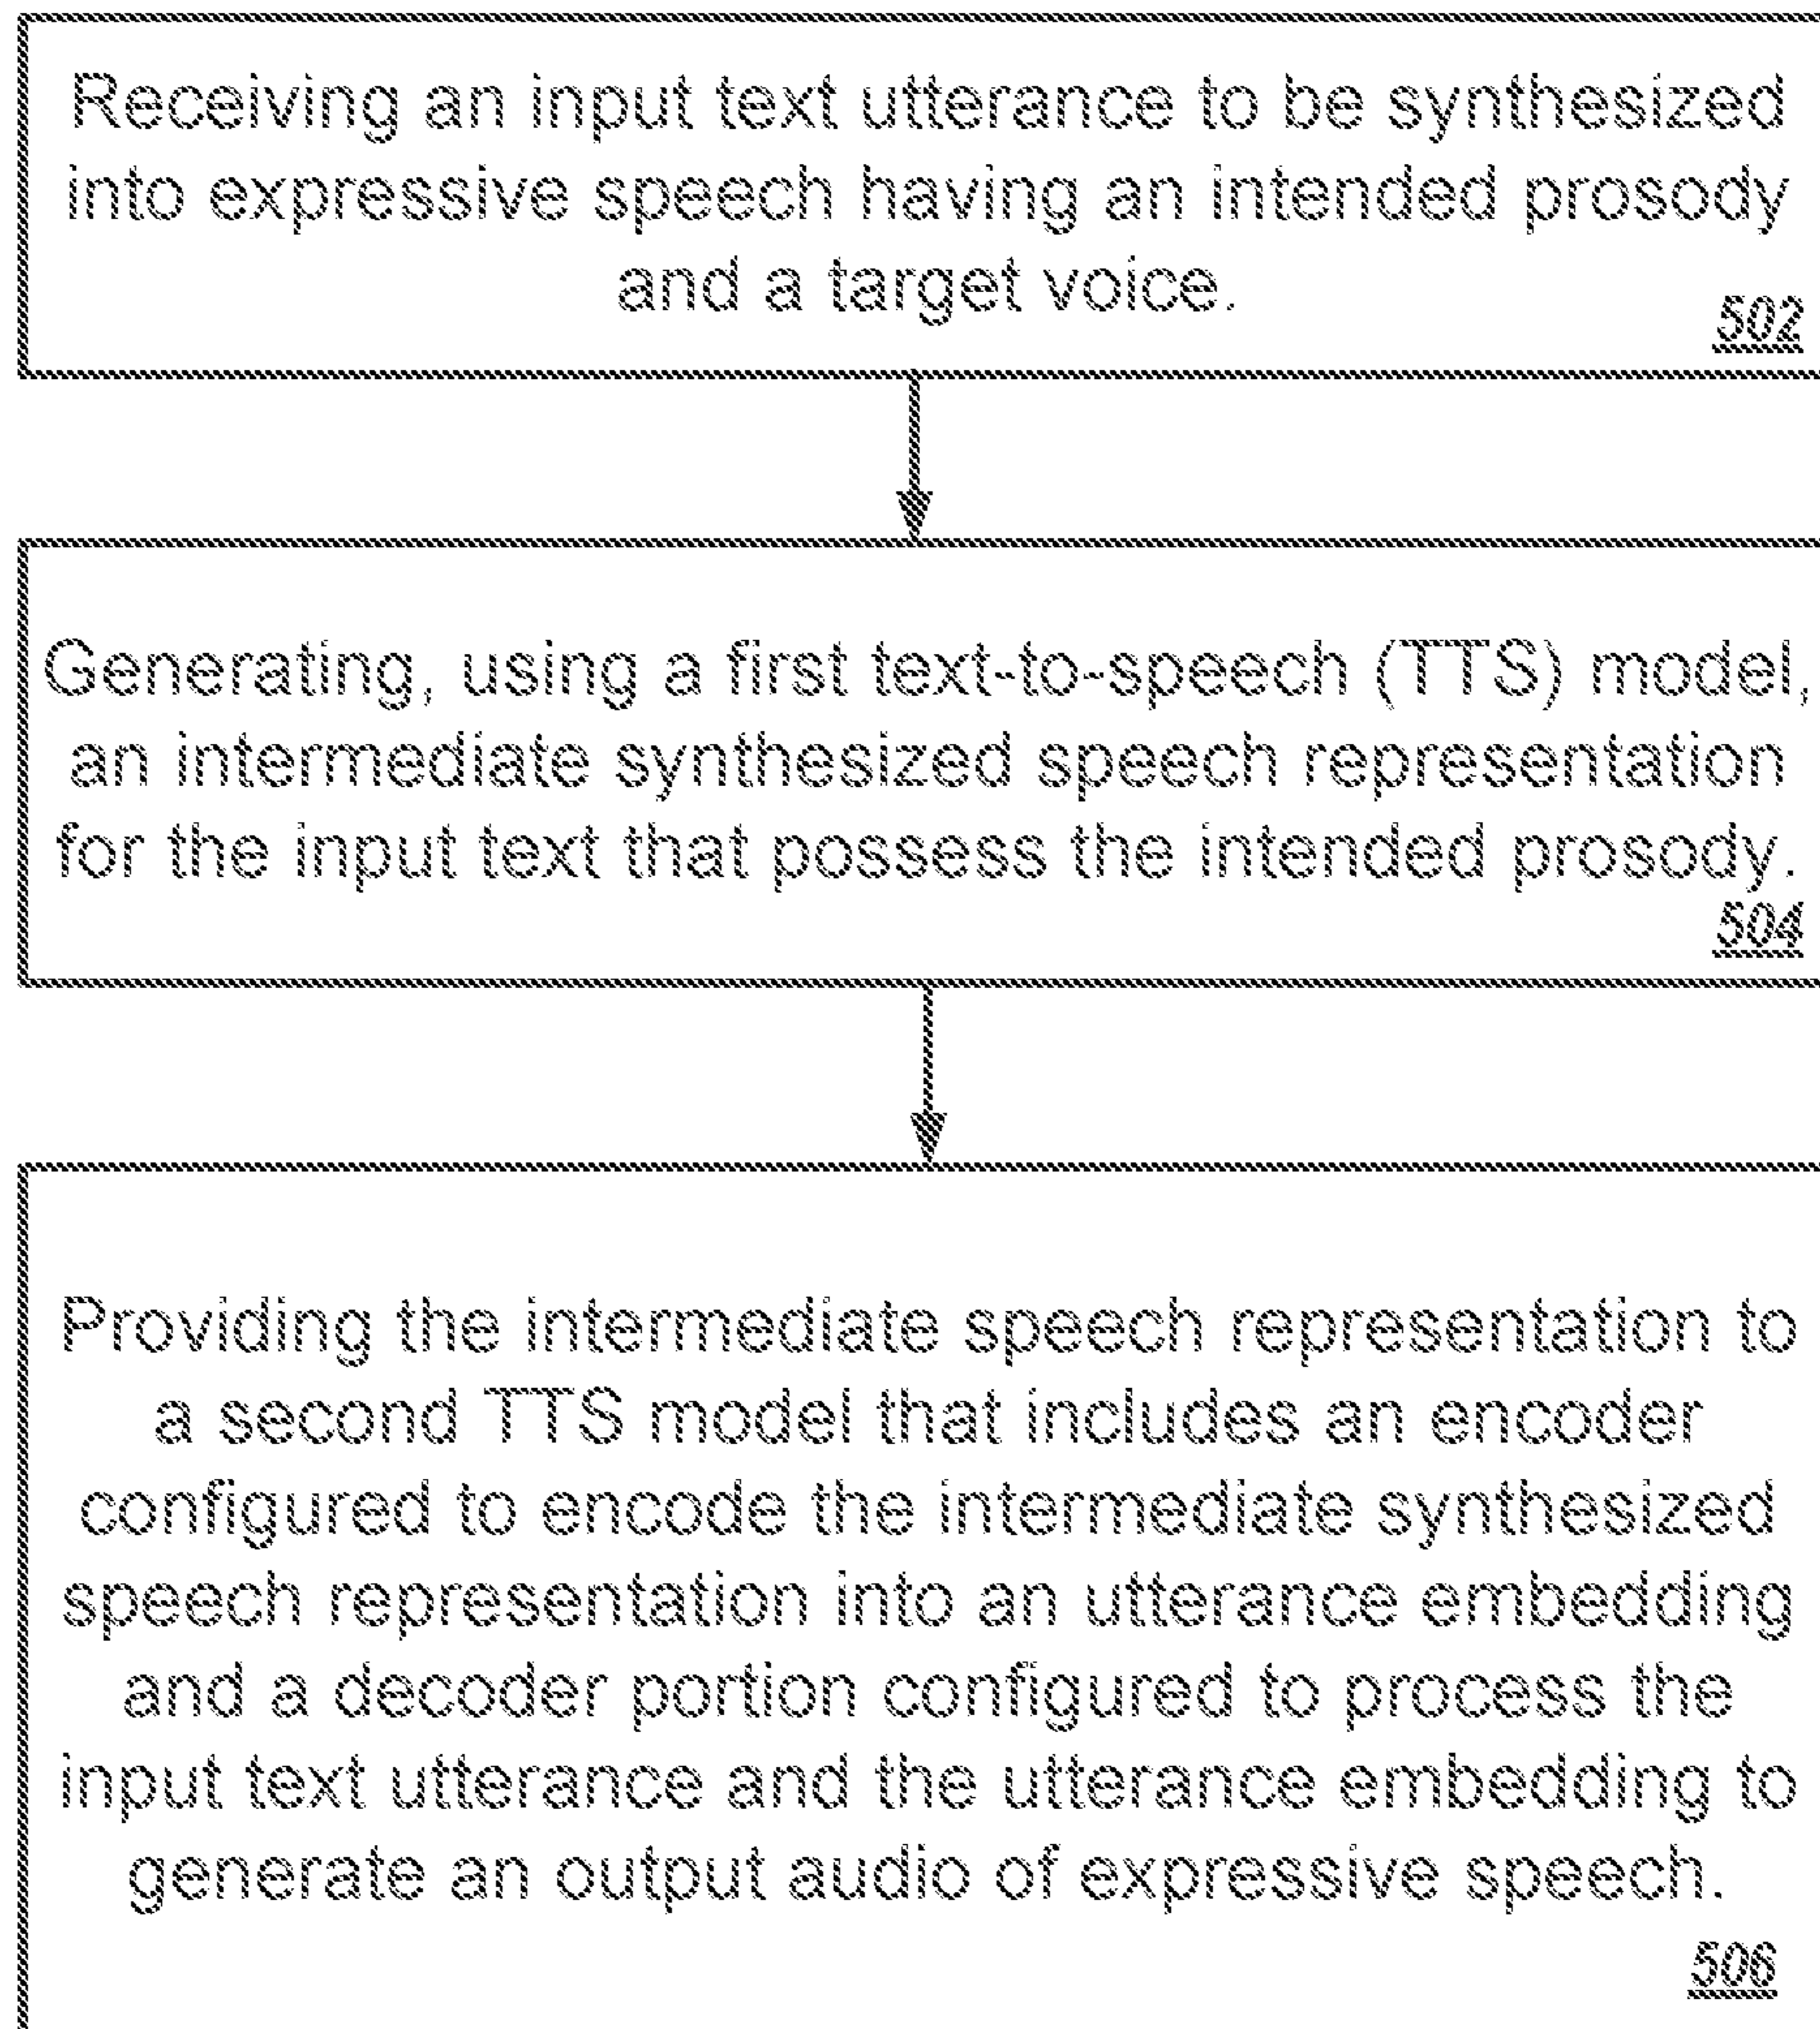 Receiving an input text utterance to be synthesized
into expressive speech having an intended prosody
and a target voice.
502
Generating, using a first text-to-speech (TTS) model,
an intermediate synthesized speech representation
for the input text that possess the intended prosody.
504
Providing the intermediate speech representation to
a second TTS model that includes an encoder
configured to encode the intermediate synthesized
speech representation into an utterance embedding
and a decoder portion configured to process the
input text utterance and the utterance embedding to
generate an output audio of expressive speech.
506